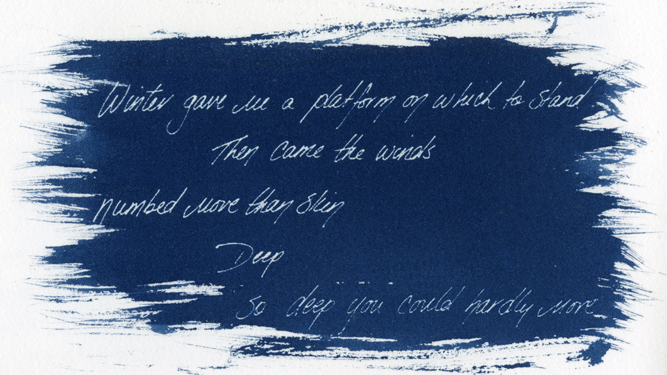 Winter gave me a platform on which to stand
Then came the winds
numbed more than skin
Deep
so deep you could hardly move